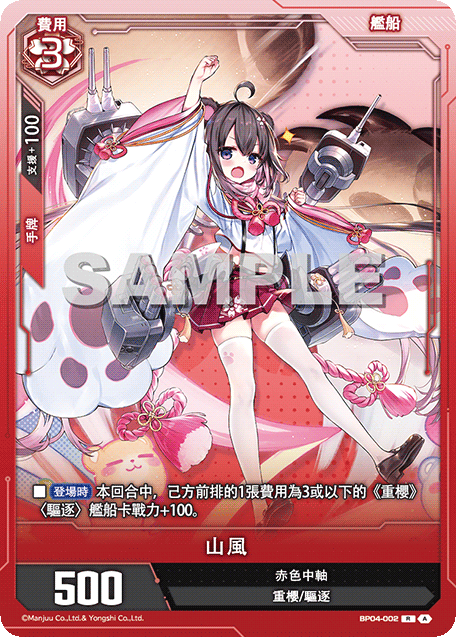 費用
艦船
3
支援+100
手牌
SAMPLE
■ 登場時 本回合中，己方前排的1張費用為3或以下的《重櫻》
〈驅逐〉艦船卡戰力+100。
山風
500
赤色中軸
重櫻/驅逐
©Manjuu Co.,Ltd.& Yongshi Co.,Ltd.
BP04-002 R A